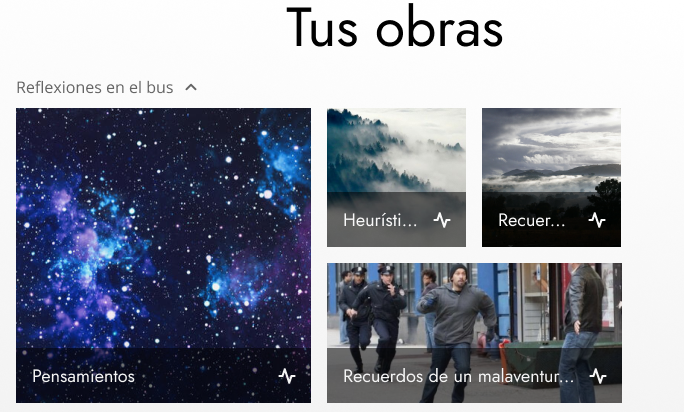 Tus obras
Reflexiones en el bus
Heurísti...
Recuer...
Pensamientos
Recuerdos de un malaventur...